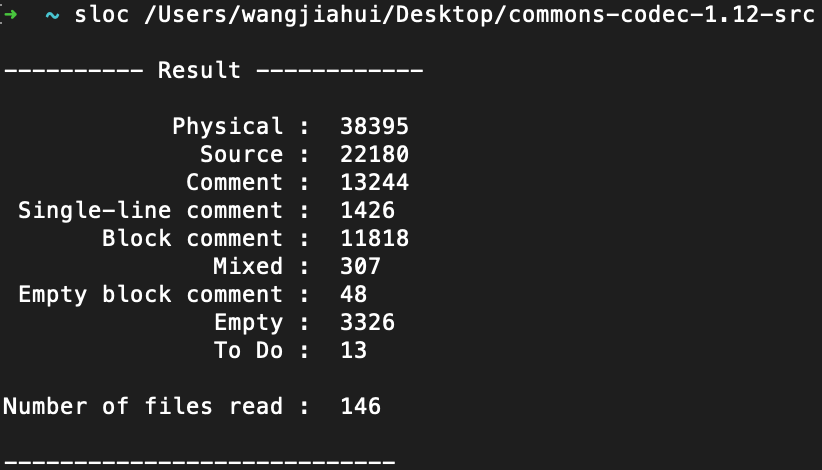 ➜ ~ sloc /Users/wangjiahui/Desktop/commons-codec-1.12-src
---------- Result ------------
Physical : 38395
Source : 22180
Comment : 13244
Single-line comment : 1426
Block comment : 11818
Mixed : 307
Empty block comment : 48
Empty : 3326
To Do : 13
Number of files read : 146
----------------------------